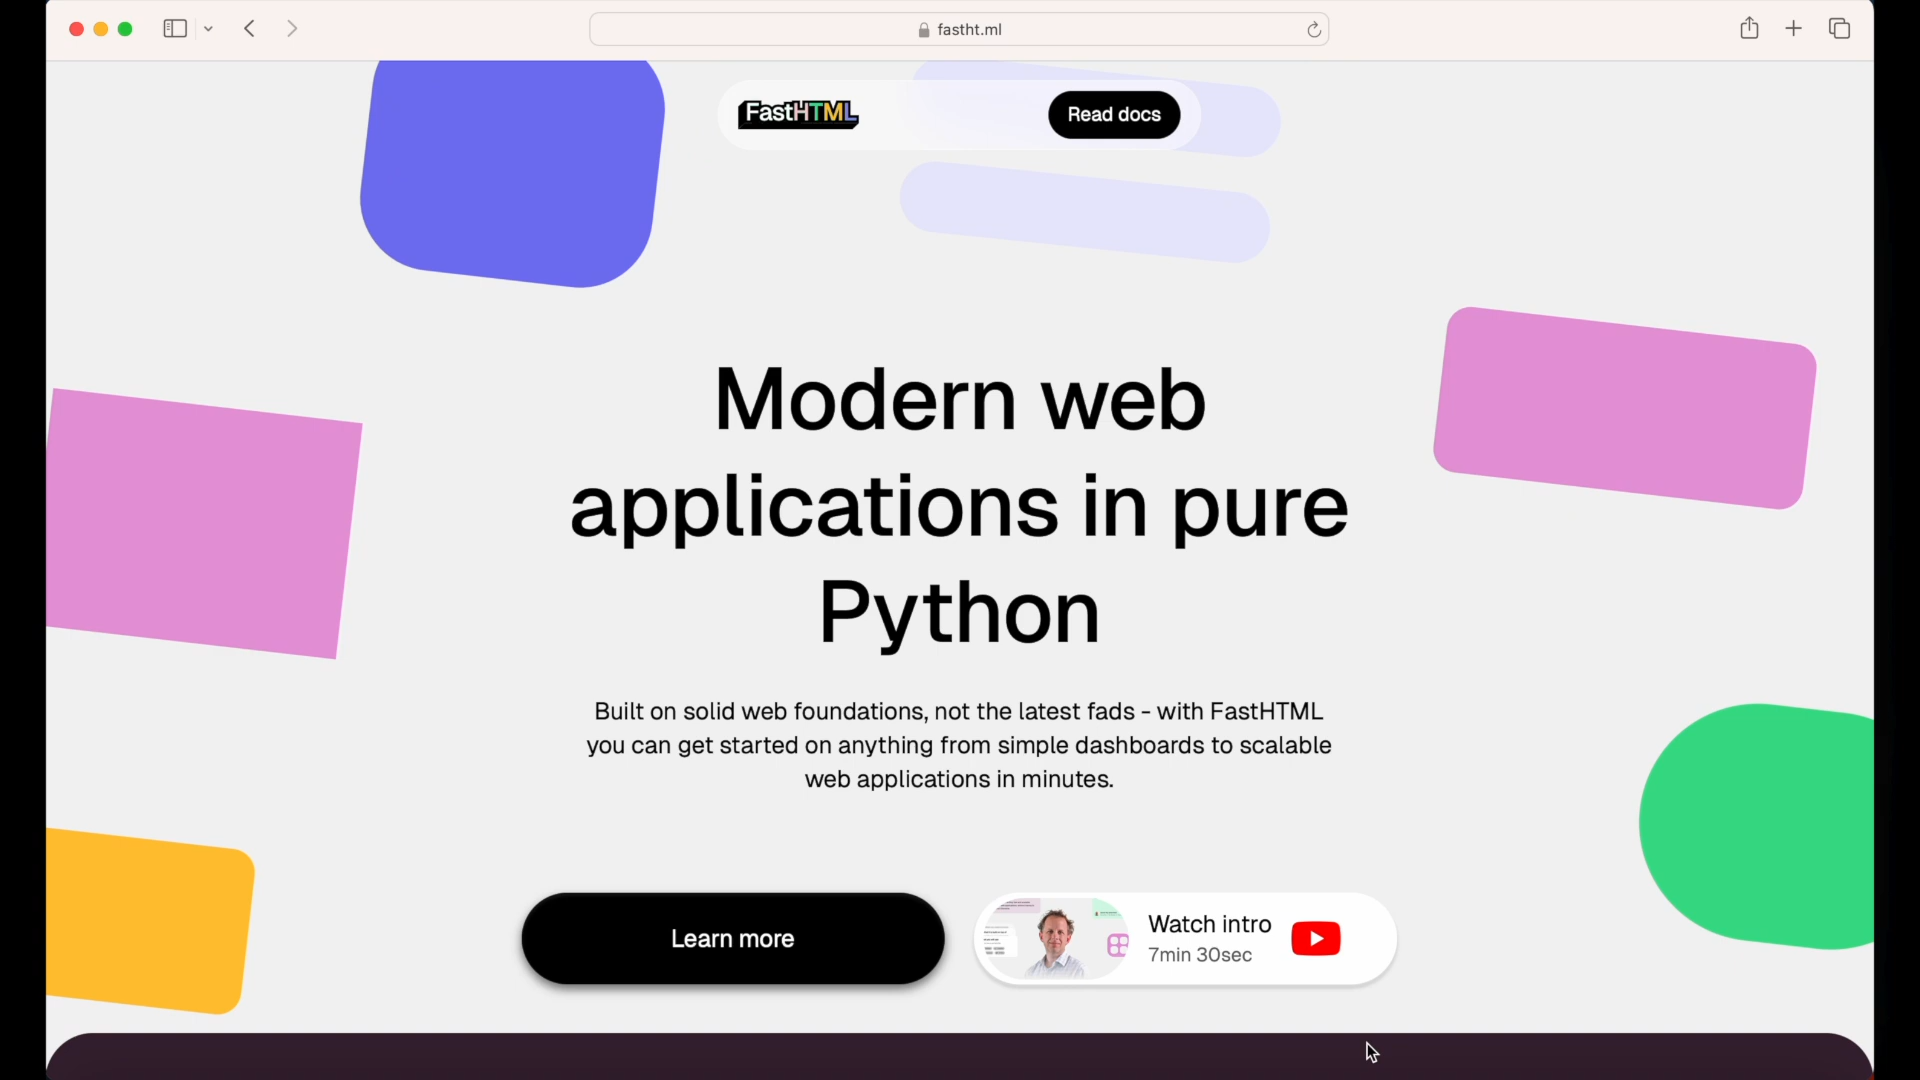 fastht.ml
FastHTML
Read docs
Modern web
applications in pure
Python
Built on solid web foundations, not the latest fads - with FastHTML
you can get started on anything from simple dashboards to scalable
web applications in minutes.
Learn more
Watch intro
7min 30sec